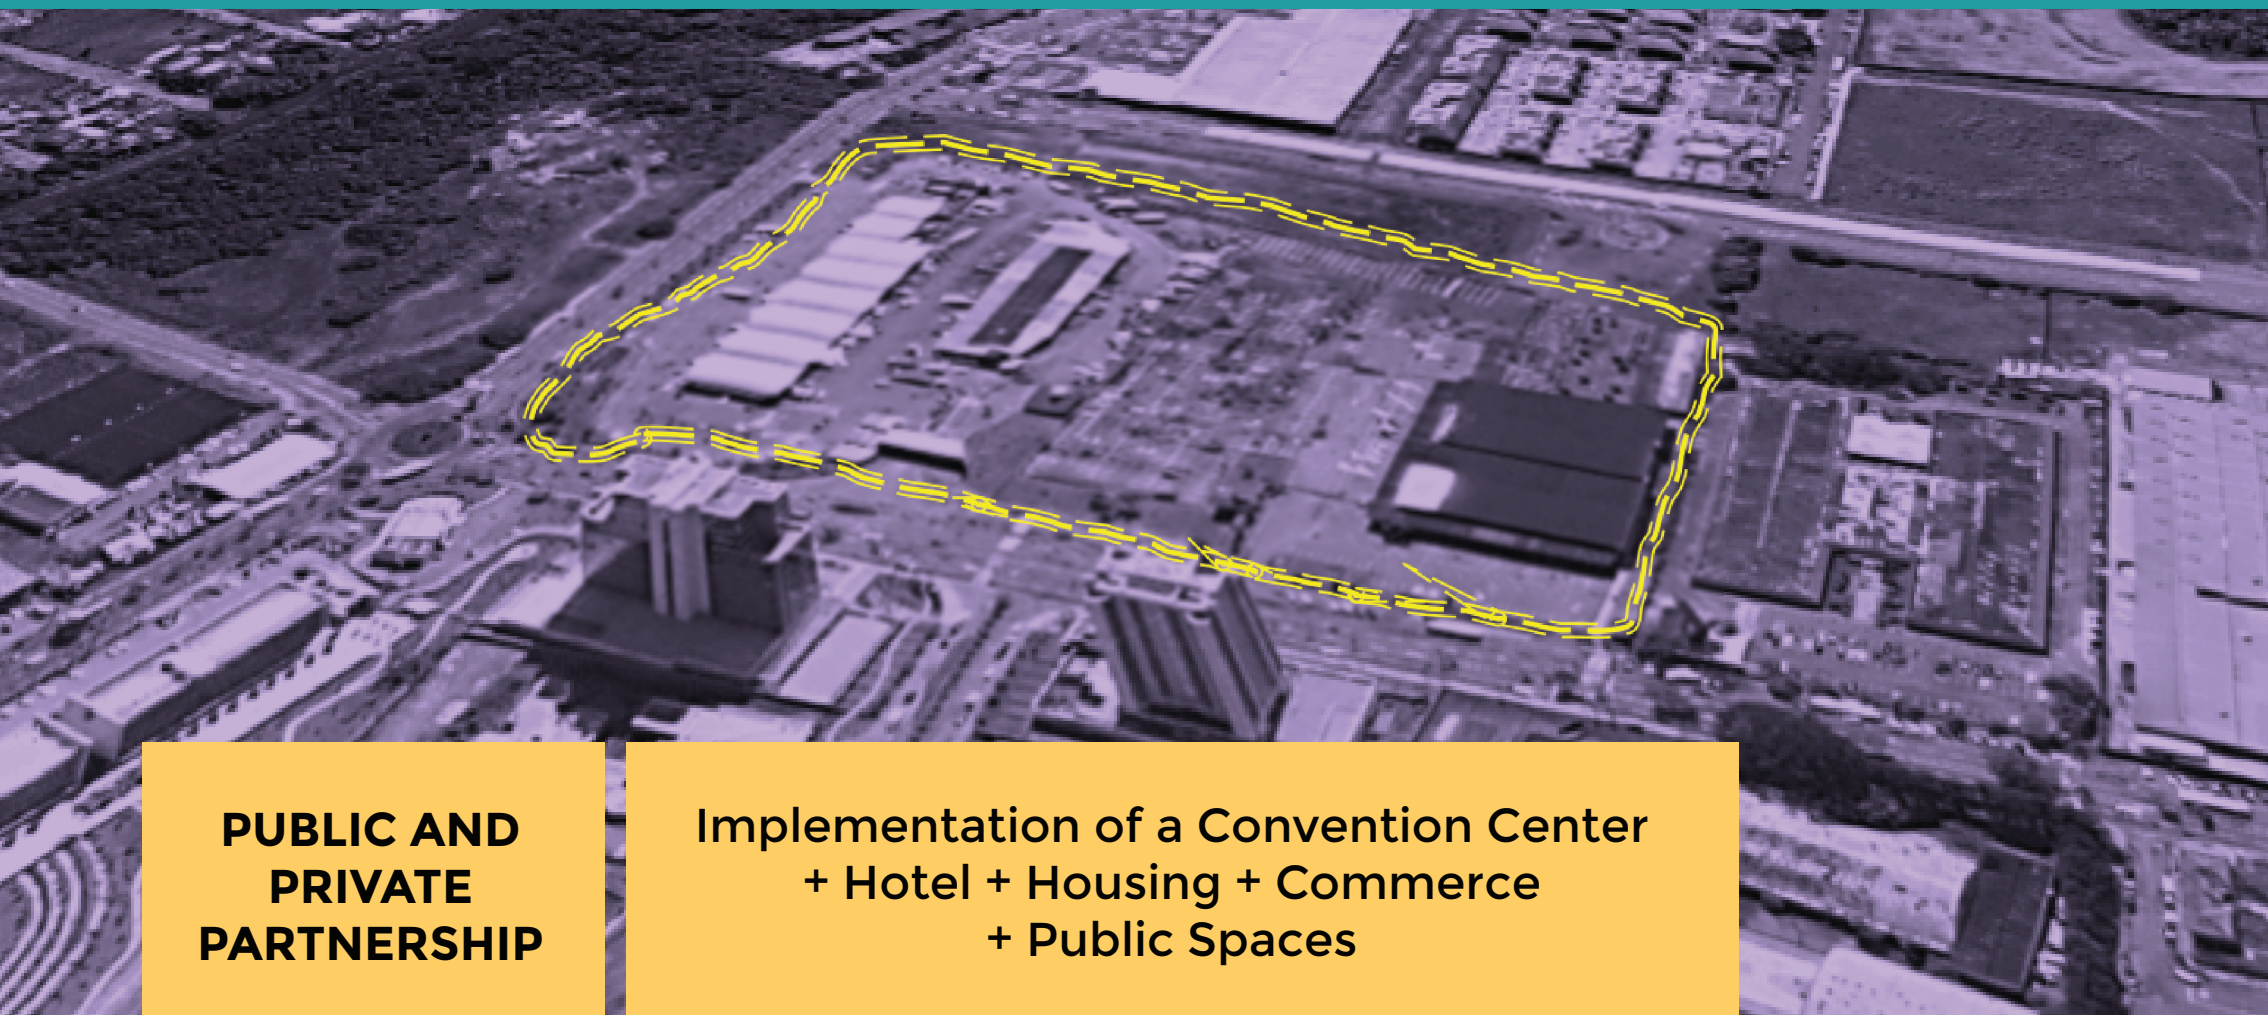 PUBLIC AND
PRIVATE
PARTNERSHIP
Implementation of a Convention Center
+ Hotel + Housing + Commerce
+ Public Spaces